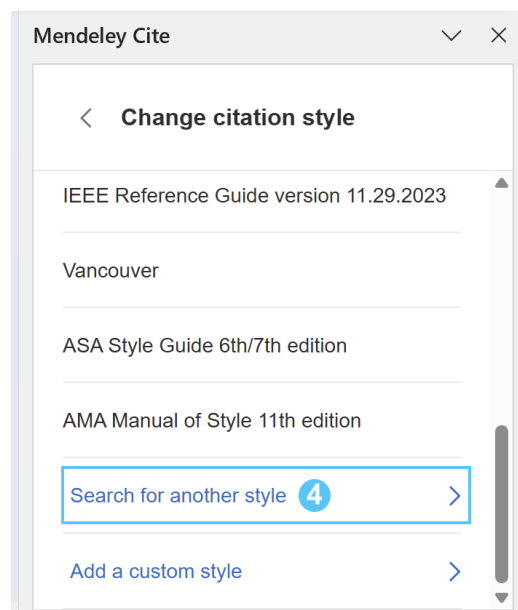 Mendeley Cite
Change citation style
IEEE Reference Guide version 11.29.2023
Vancouver
ASA Style Guide 6th/7th edition
AMA Manual of Style 11th edition
Search for another style 4
Add a custom style